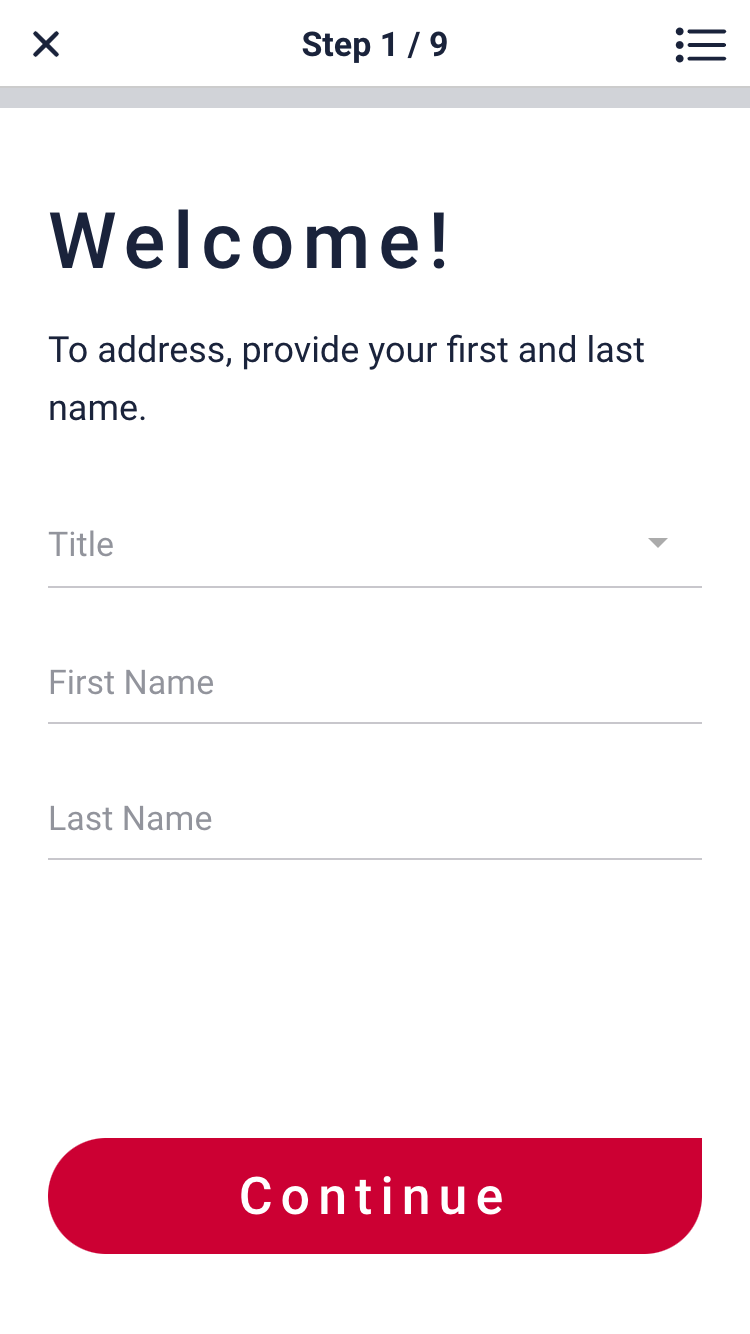 Step 1 / 9
Welcome!
To address, provide your first and last
name.
Title
First Name
Last Name
Continue